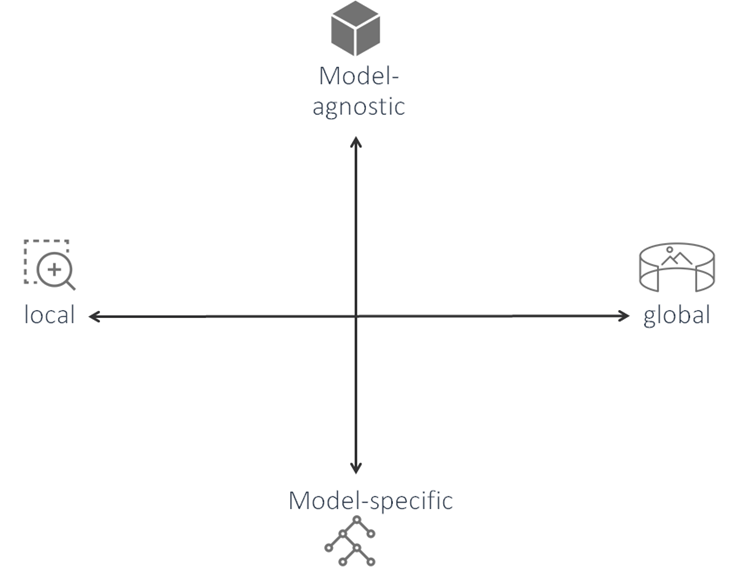 Model-
agnostic
local
global
Model-specific